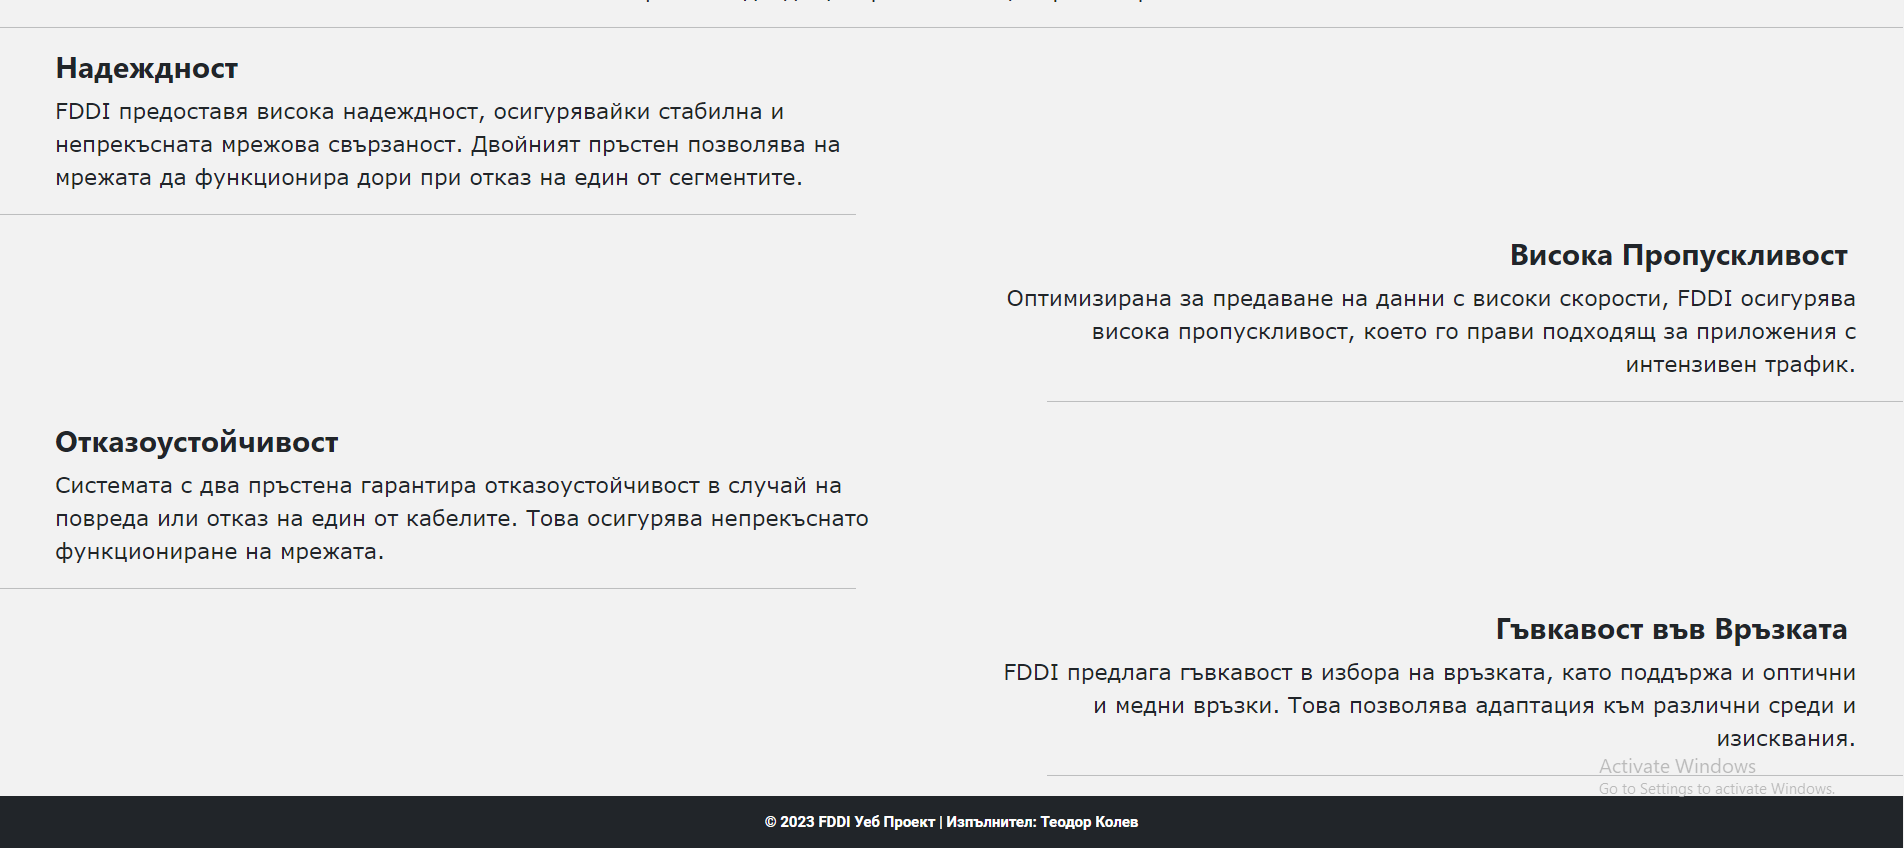 Надеждност
FDDI предоставя висока надеждност, осигурявайки стабилна и
непрекъсната мрежова свързаност. Двойният пръстен позволява на
мрежата да функционира дори при отказ на един от сегментите.
Висока Пропускливост
Оптимизирана за предаване на данни с високи скорости, FDDI осигурява
висока пропускливост, което го прави подходящ за приложения с
интензивен трафик.
Отказоустойчивост
Системата с два пръстена гарантира отказоустойчивост в случай на
повреда или отказ на един от кабелите. Това осигурява непрекъснато
функциониране на мрежата.
Гъвкавост във Връзката
FDDI предлага гъвкавост в избора на връзката, като поддържа и оптични
и медни връзки. Това позволява адаптация към различни среди и
изисквания.
Activate Windows
Go to Settings to activate Windows.
© 2023 FDDI Уеб Проект | Изпълнител: Теодор Колев